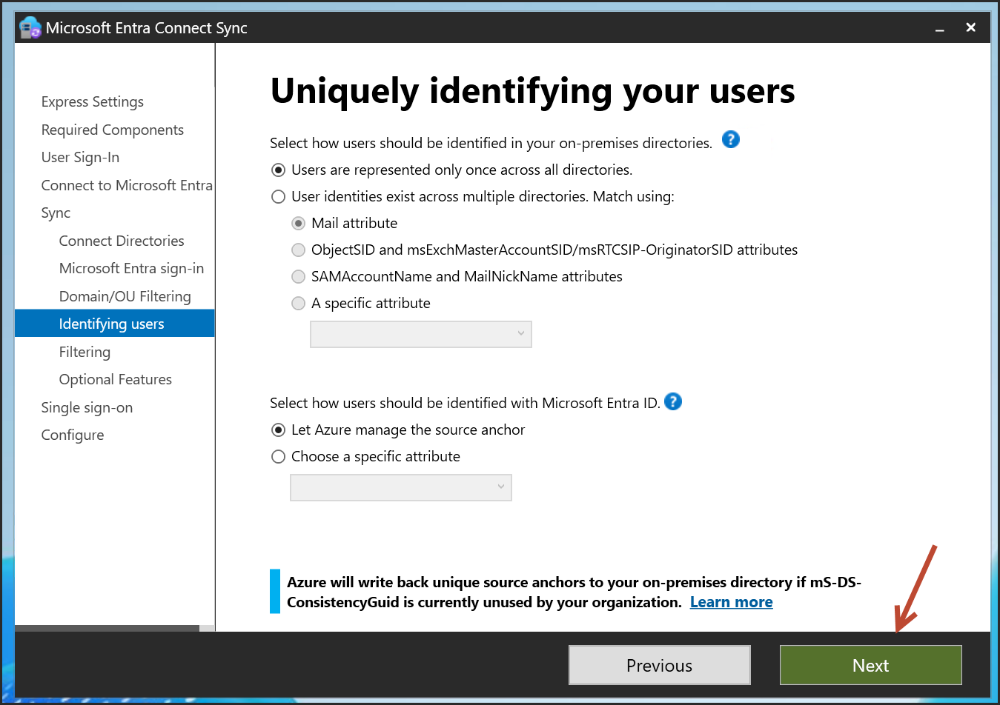 Microsoft Entra Connect Sync
Express Settings
Required Components
User Sign-In
Connect to Microsoft Entra
Sync
Connect Directories
Microsoft Entra sign-in
Domain/OU Filtering
Identifying users
Filtering
Optional Features
Single sign-on
Configure
Uniquely identifying your users
Select how users should be identified in your on-premises directories. ?
Users are represented only once across all directories.
User identities exist across multiple directories. Match using:
Mail attribute
ObjectSID and msExchMasterAccountSID/msRTCSIP-OriginatorSID attributes
SAMAccountName and MailNickName attributes
A specific attribute
Select how users should be identified with Microsoft Entra ID. ?
Let Azure manage the source anchor
Choose a specific attribute
Azure will write back unique source anchors to your on-premises directory if mS-DS-
ConsistencyGuid is currently unused by your organization. Learn more
Previous
Next